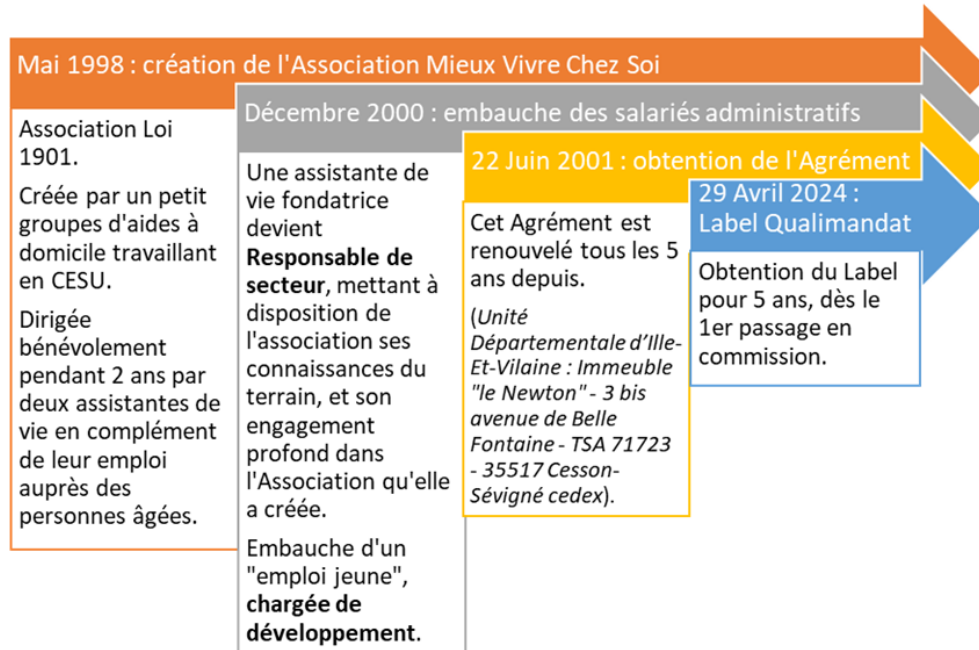 Mai 1998 : création de l'Association Mieux Vivre Chez Soi
Association Loi
1901.
Créée par un petit
groupes d'aides à
domicile travaillant
en CESU.
Dirigée
bénévolement
pendant 2 ans par
deux assistantes de
vie en complément
de leur emploi
auprès des
personnes âgées.
Décembre 2000 : embauche des salariés administratifs
Une assistante de
vie fondatrice
devient
Responsable de
secteur, mettant à
disposition de
l'association ses
connaissances du
terrain, et son
engagement
profond dans
l'Association qu'elle
a créée.
Embauche d'un
"emploi jeune",
chargée de
développement.
22 Juin 2001 : obtention de l'Agrément
Cet Agrément est
renouvelé tous les 5
ans depuis.
(Unité
Départementale d’Ille-
Et-Vilaine : Immeuble
"le Newton" - 3 bis
avenue de Belle
Fontaine - TSA 71723
- 35517 Cesson-
Sévigné cedex).
29 Avril 2024 :
Label Qualimandat
Obtention du Label
pour 5 ans, dès le
1er passage en
commission.